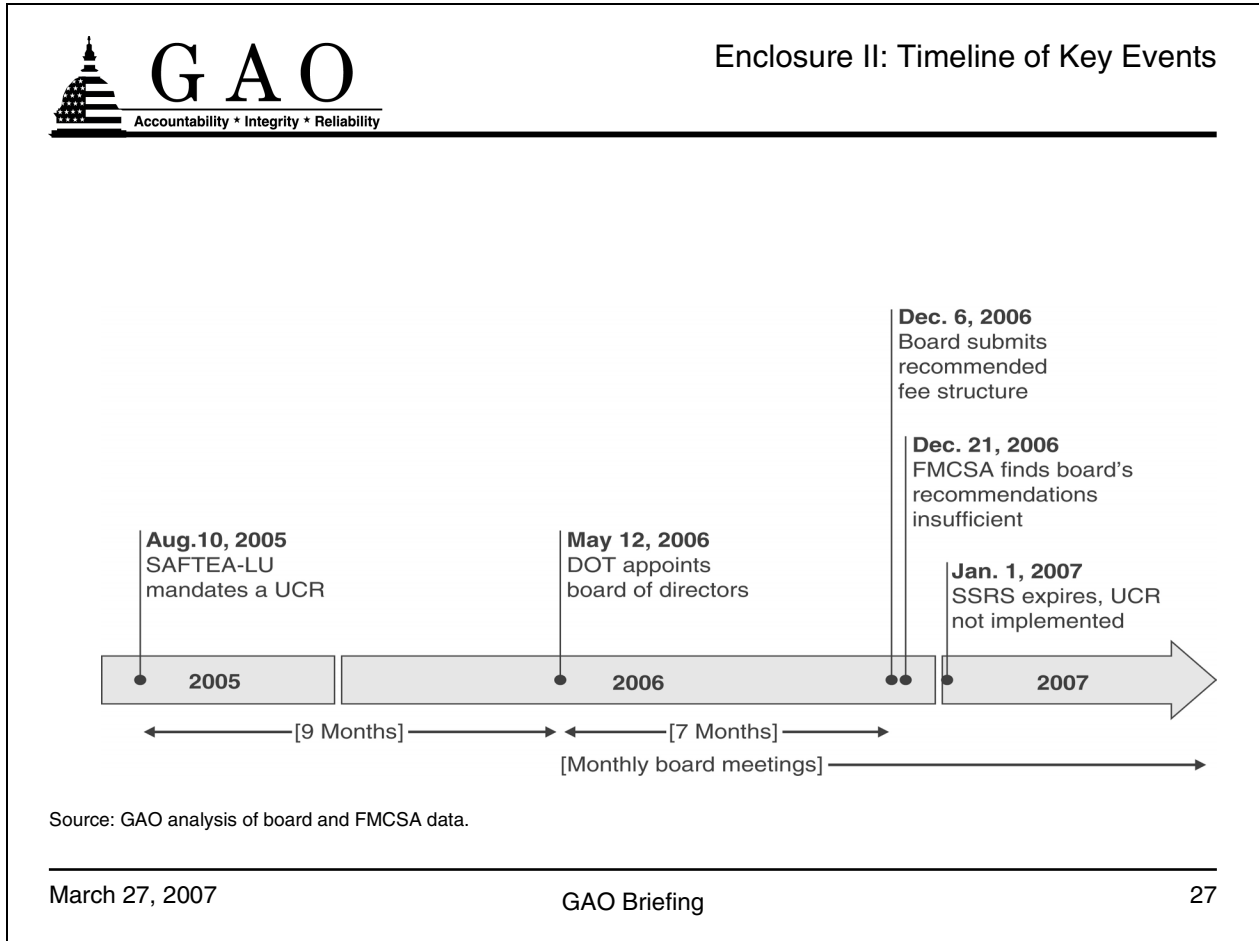 GAO
Accountability * Integrity * Reliability
Enclosure II: Timeline of Key Events
Dec. 6, 2006
Board submits
recommended
fee structure
Dec. 21, 2006
FMCSA finds board's
recommendations
insufficient
Aug.10, 2005
SAFTEA-LU
mandates a UCR
May 12, 2006
DOT appoints
board of directors
Jan. 1, 2007
SSRS expires, UCR
not implemented
2005
2006
2007
[9 Months]
[7 Months]
[Monthly board meetings]
Source: GAO analysis of board and FMCSA data.
March 27, 2007
GAO Briefing
27